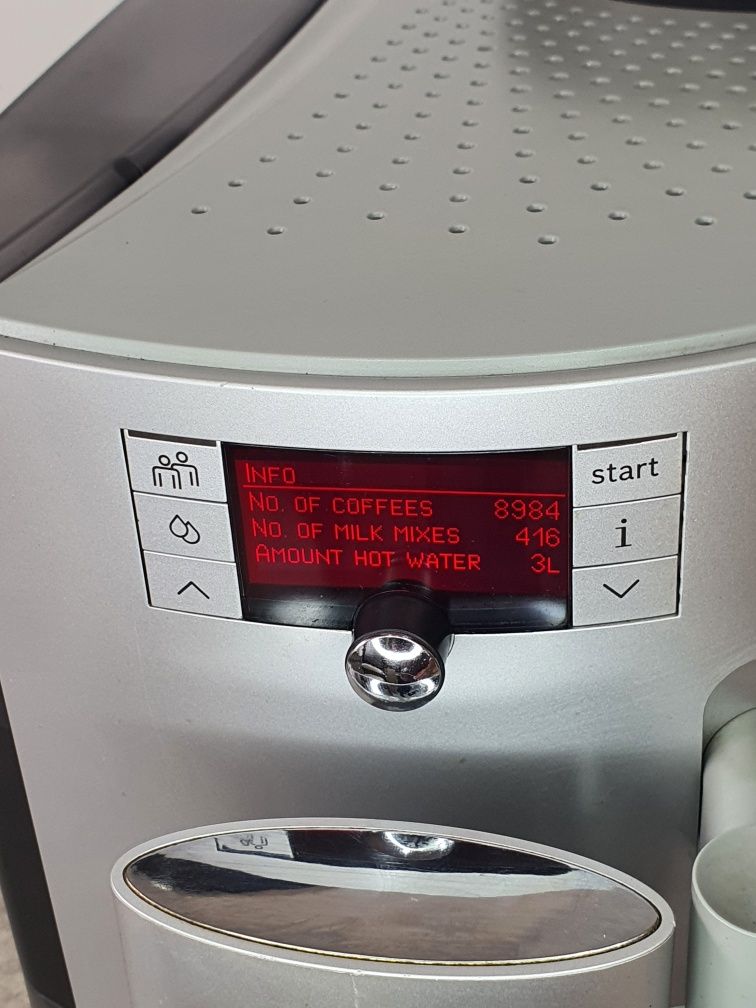 INFO
NO. OF COFFEES 8984
NO. OF MILK MIXES 416
AMOUNT HOT WATER 3L
start
i